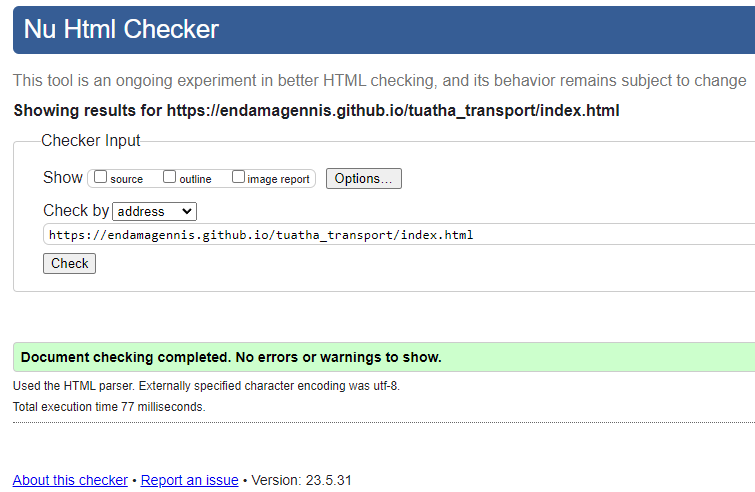 Nu Html Checker
This tool is an ongoing experiment in better HTML checking, and its behavior remains subject to change
Showing results for https://endamagennis.github.io/tuatha_transport/index.html
Checker Input
Show source outline image report Options...
Check by address
https://endamagennis.github.io/tuatha_transport/index.html
Check
Document checking completed. No errors or warnings to show.
Used the HTML parser. Externally specified character encoding was utf-8.
Total execution time 77 milliseconds.
About this checker • Report an issue • Version: 23.5.31